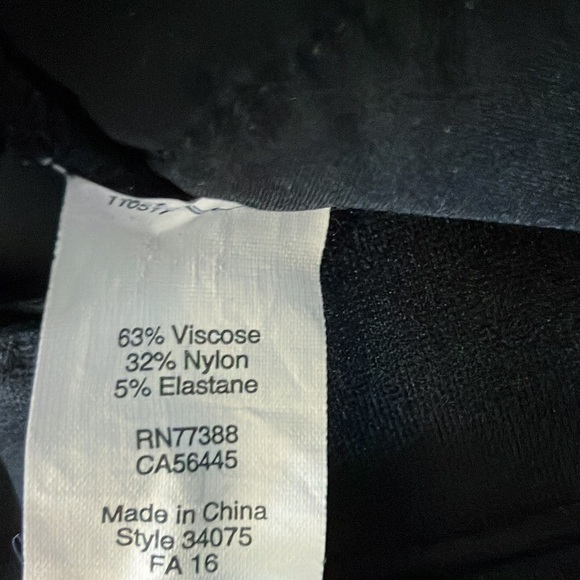 63% Viscose
32% Nylon
5% Elastane
RN77388
CA56445
Made in China
Style 34075
FA 16